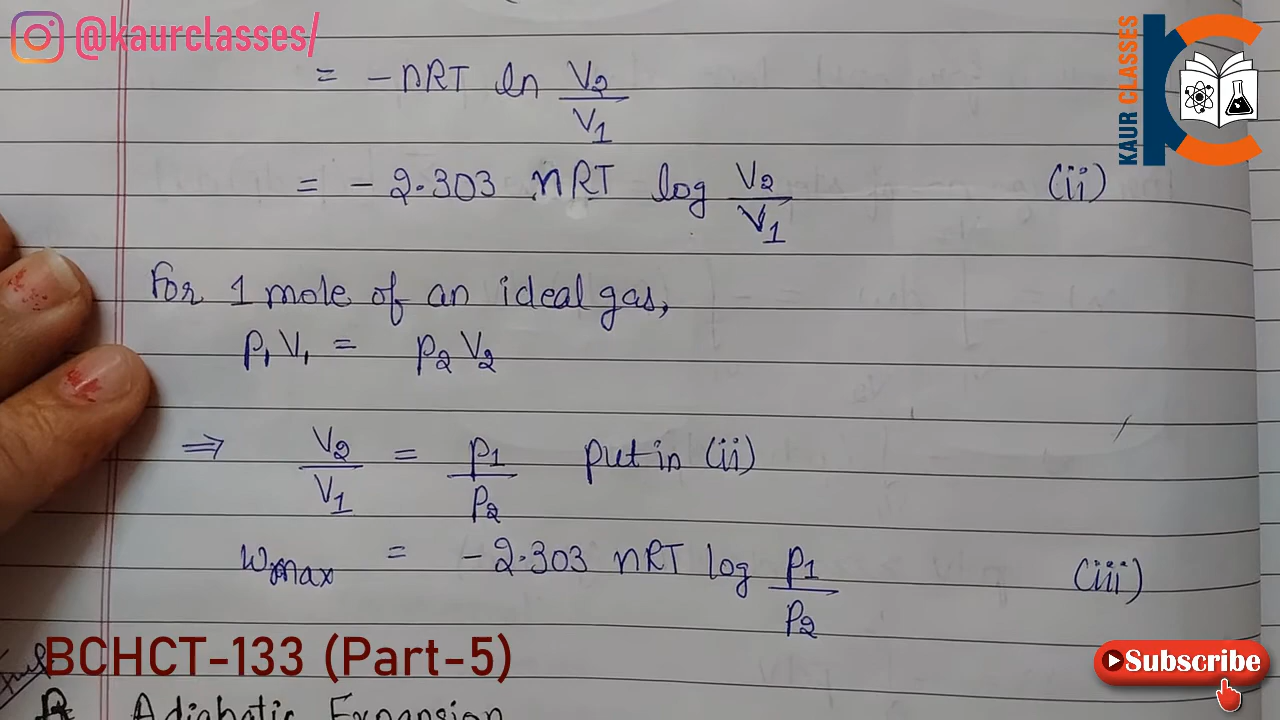 @kaurclasses/
KAUR CLASSES
= -nRT ln V2/V1
= -2.303 nRT log V2/V1 (ii)
For 1 mole of an ideal gas,
P1V1 = P2V2
⇒ V2/V1 = P1/P2 put in (ii)
Wmax = -2.303 nRT log P1/P2 (iii)
BCHCT-133 (Part-5)
Subscribe
Adiabatic Expansion